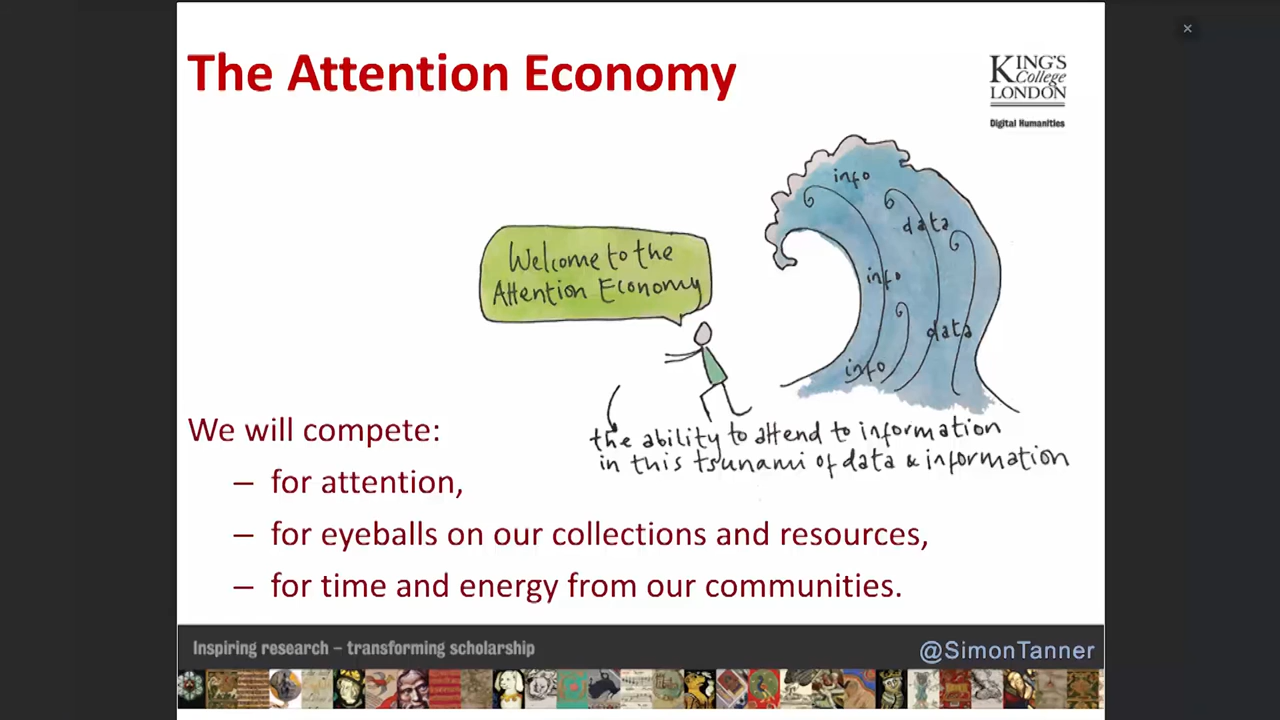 The Attention Economy
KING'S
College
LONDON
Digital Humanities
info
data
info
data
info
Welcome to the
Attention Economy
the ability to attend to information
in this tsunami of data & information
We will compete:
– for attention,
– for eyeballs on our collections and resources,
– for time and energy from our communities.
Inspiring research – transforming scholarship
@SimonTanner